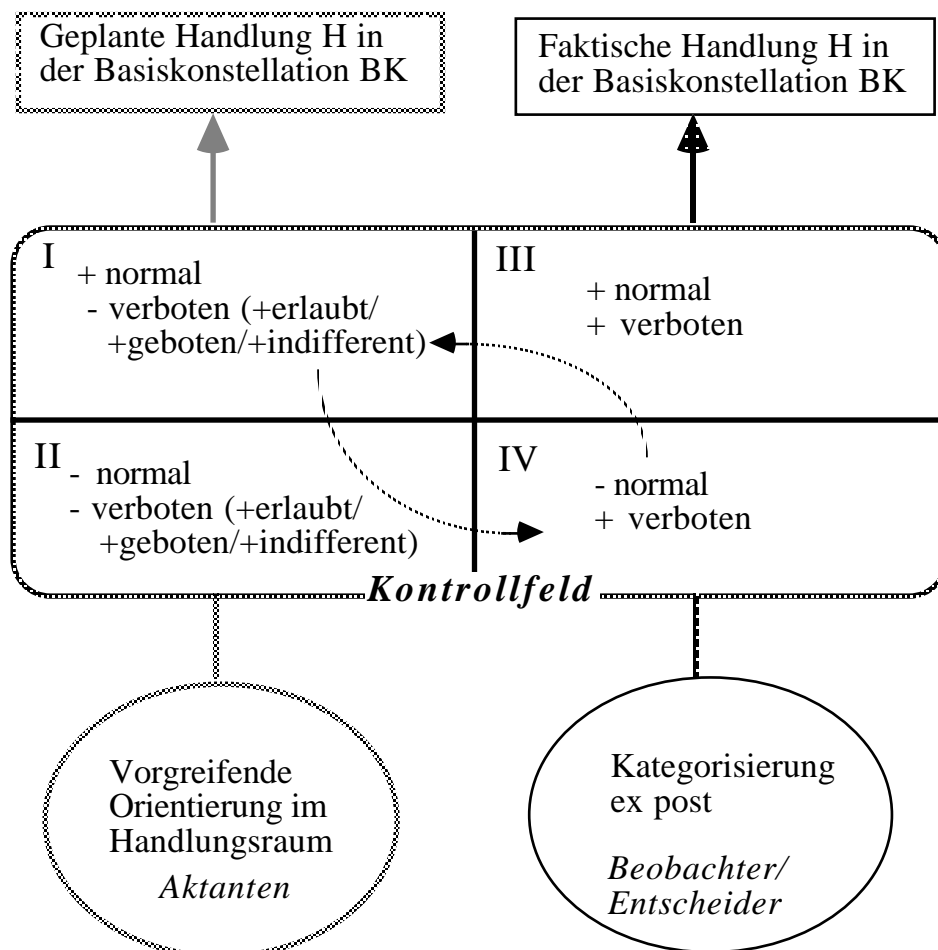 Geplante Handlung H in
der Basiskonstellation BK
Faktische Handlung H in
der Basiskonstellation BK
I
+ normal
- verboten (+erlaubt/
+geboten/+indifferent)
III
+ normal
+ verboten
II
- normal
- verboten (+erlaubt/
+geboten/+indifferent)
IV
- normal
+ verboten
Kontrollfeld
Vorgreifende
Orientierung im
Handlungsraum
Aktanten
Kategorisierung
ex post
Beobachter/
Entscheider